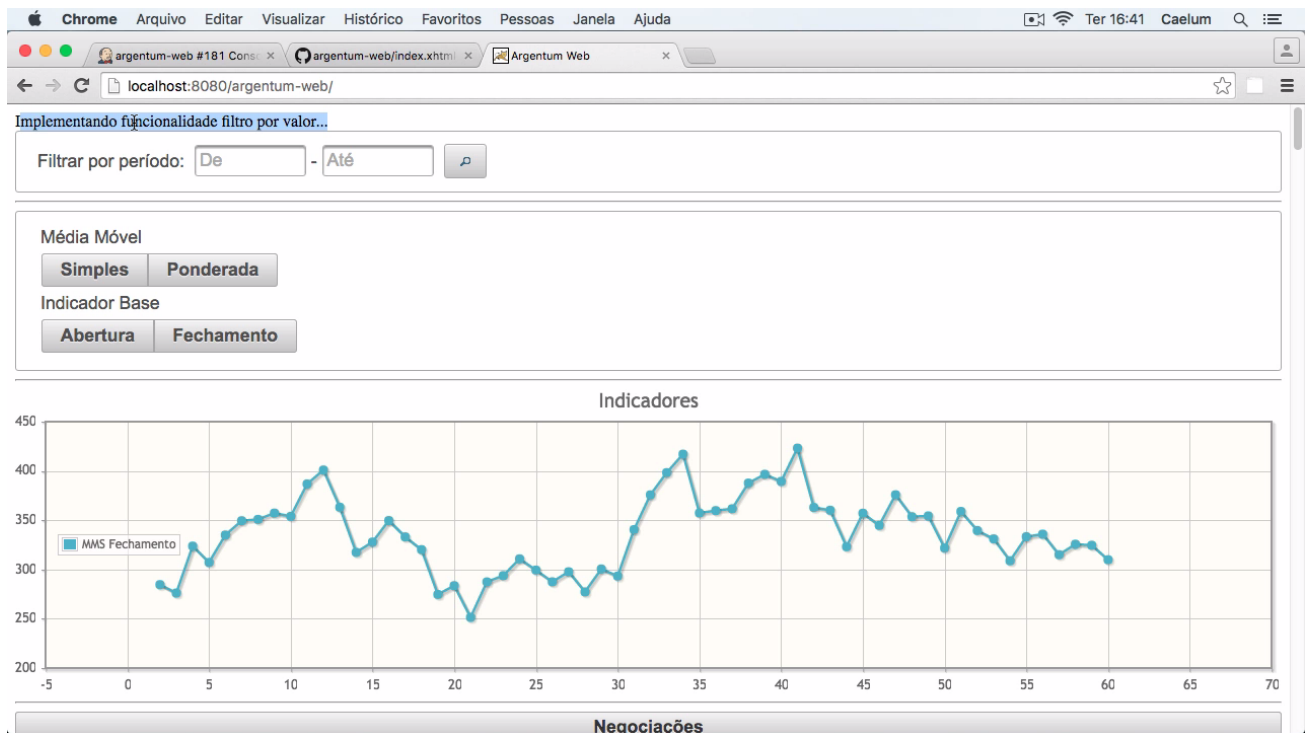 Chrome Arquivo Editar Visualizar Histórico Favoritos Pessoas Janela Ajuda Ter 16:41 Caelum
argentum-web #181 Conso argentum-web/index.xhtml Argentum Web
localhost:8080/argentum-web/
Implementando funcionalidade filtro por valor...
Filtrar por período: De - Até
Média Móvel
Simples Ponderada
Indicador Base
Abertura Fechamento
Indicadores
450
400
350
MMS Fechamento
300
250
200
-5 0 5 10 15 20 25 30 35 40 45 50 55 60 65 70
Negociações